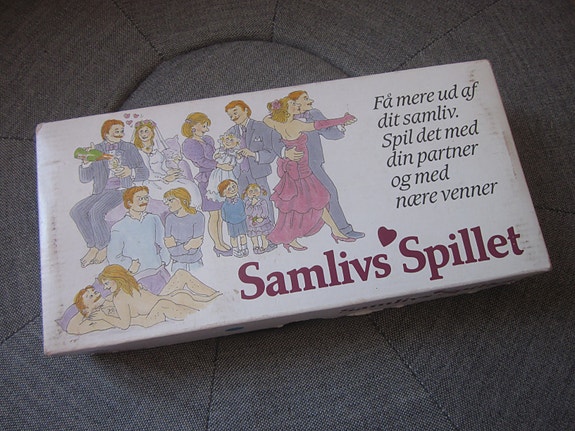 Få mere ud af
dit samliv.
Spil det med
din partner
og med
nære venner
Samlivs Spillet